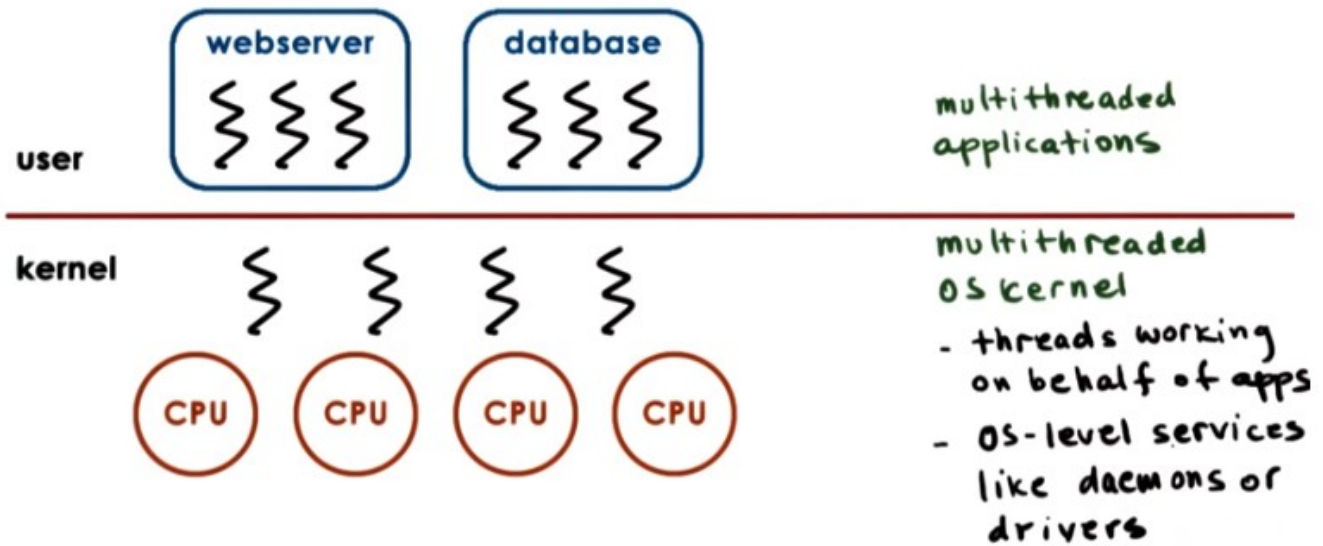 webserver
database
multithreaded
applications
user
kernel
multithreaded
OS kernel
- threads working
on behalf of apps
- OS-level services
like daemons or
drivers
CPU
CPU
CPU
CPU